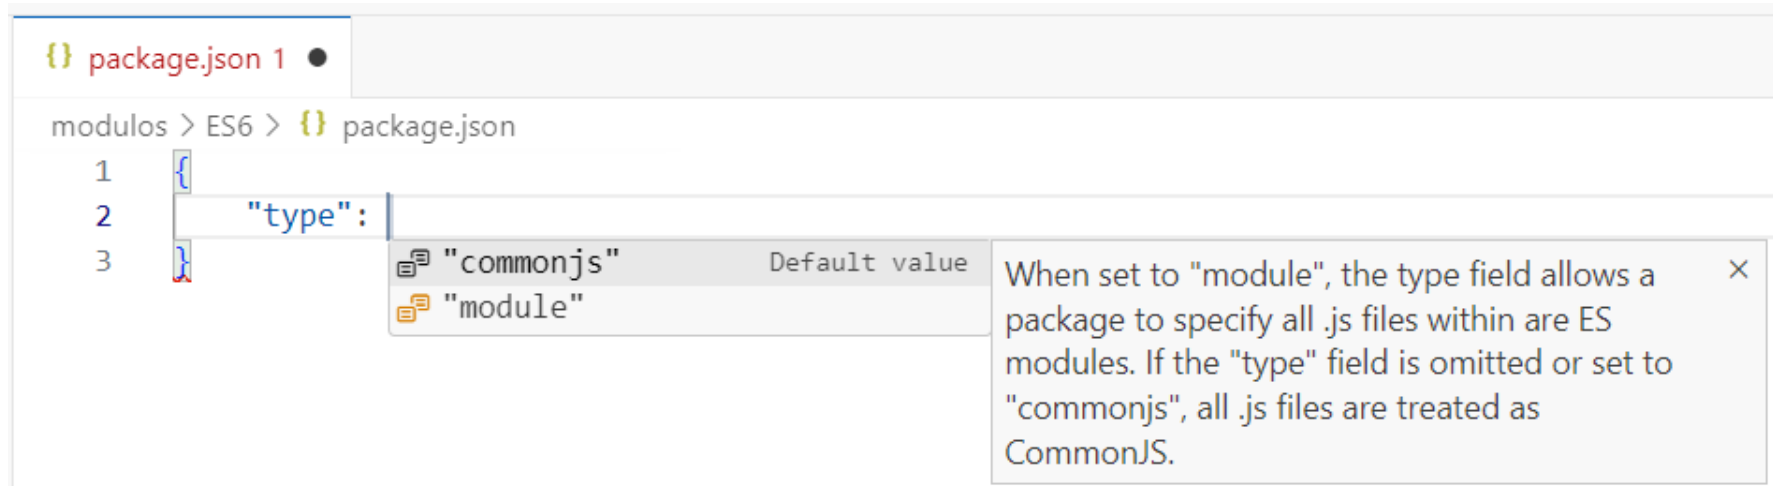 {} package.json 1
modulos > ES6 > {} package.json
1 {
2 "type":
3 }
"commonjs" Default value
"module"
When set to "module", the type field allows a
package to specify all .js files within are ES
modules. If the "type" field is omitted or set to
"commonjs", all .js files are treated as
CommonJS.